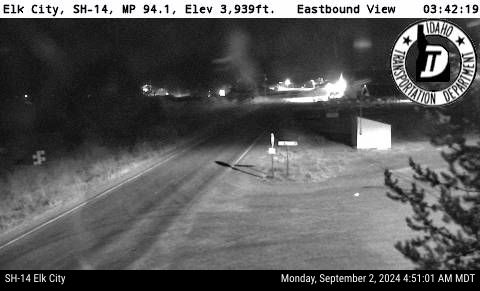 Elk City, SH-14, MP 94.1, Elev 3,939ft. Eastbound View 03:42:19
IDAHO
TRANSPORTATION DEPARTMENT
SH-14 Elk City Monday, September 2, 2024 4:51:01 AM MDT